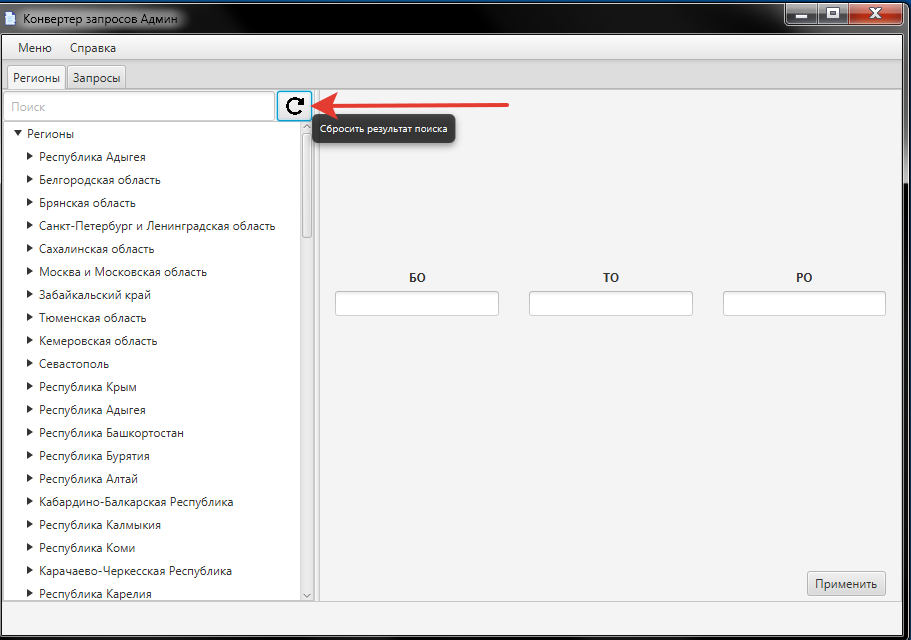 Конвертер запросов Админ
Меню Справка
Регионы Запросы
Поиск
Сбросить результат поиска
Регионы
Республика Адыгея
Белгородская область
Брянская область
Санкт-Петербург и Ленинградская область
Сахалинская область
Москва и Московская область
Забайкальский край
Тюменская область
Кемеровская область
Севастополь
Республика Крым
Республика Адыгея
Республика Башкортостан
Республика Бурятия
Республика Алтай
Кабардино-Балкарская Республика
Республика Калмыкия
Республика Коми
Карачаево-Черкесская Республика
Республика Карелия
БО ТО РО
Применить